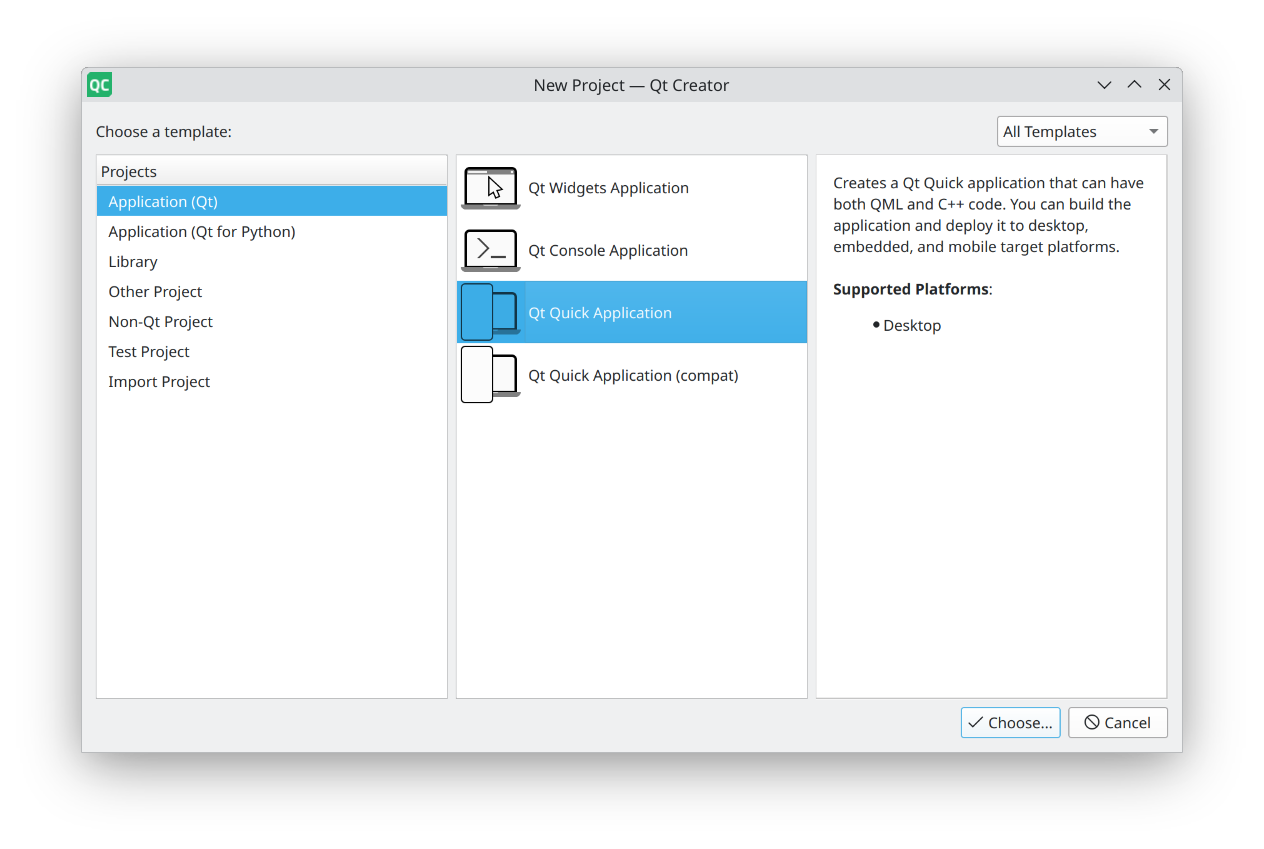 QC
New Project — Qt Creator
Choose a template:
All Templates
Projects
Application (Qt)
Application (Qt for Python)
Library
Other Project
Non-Qt Project
Test Project
Import Project
Qt Widgets Application
Qt Console Application
Qt Quick Application
Qt Quick Application (compat)
Creates a Qt Quick application that can have
both QML and C++ code. You can build the
application and deploy it to desktop,
embedded, and mobile target platforms.
Supported Platforms:
• Desktop
Choose...
Cancel